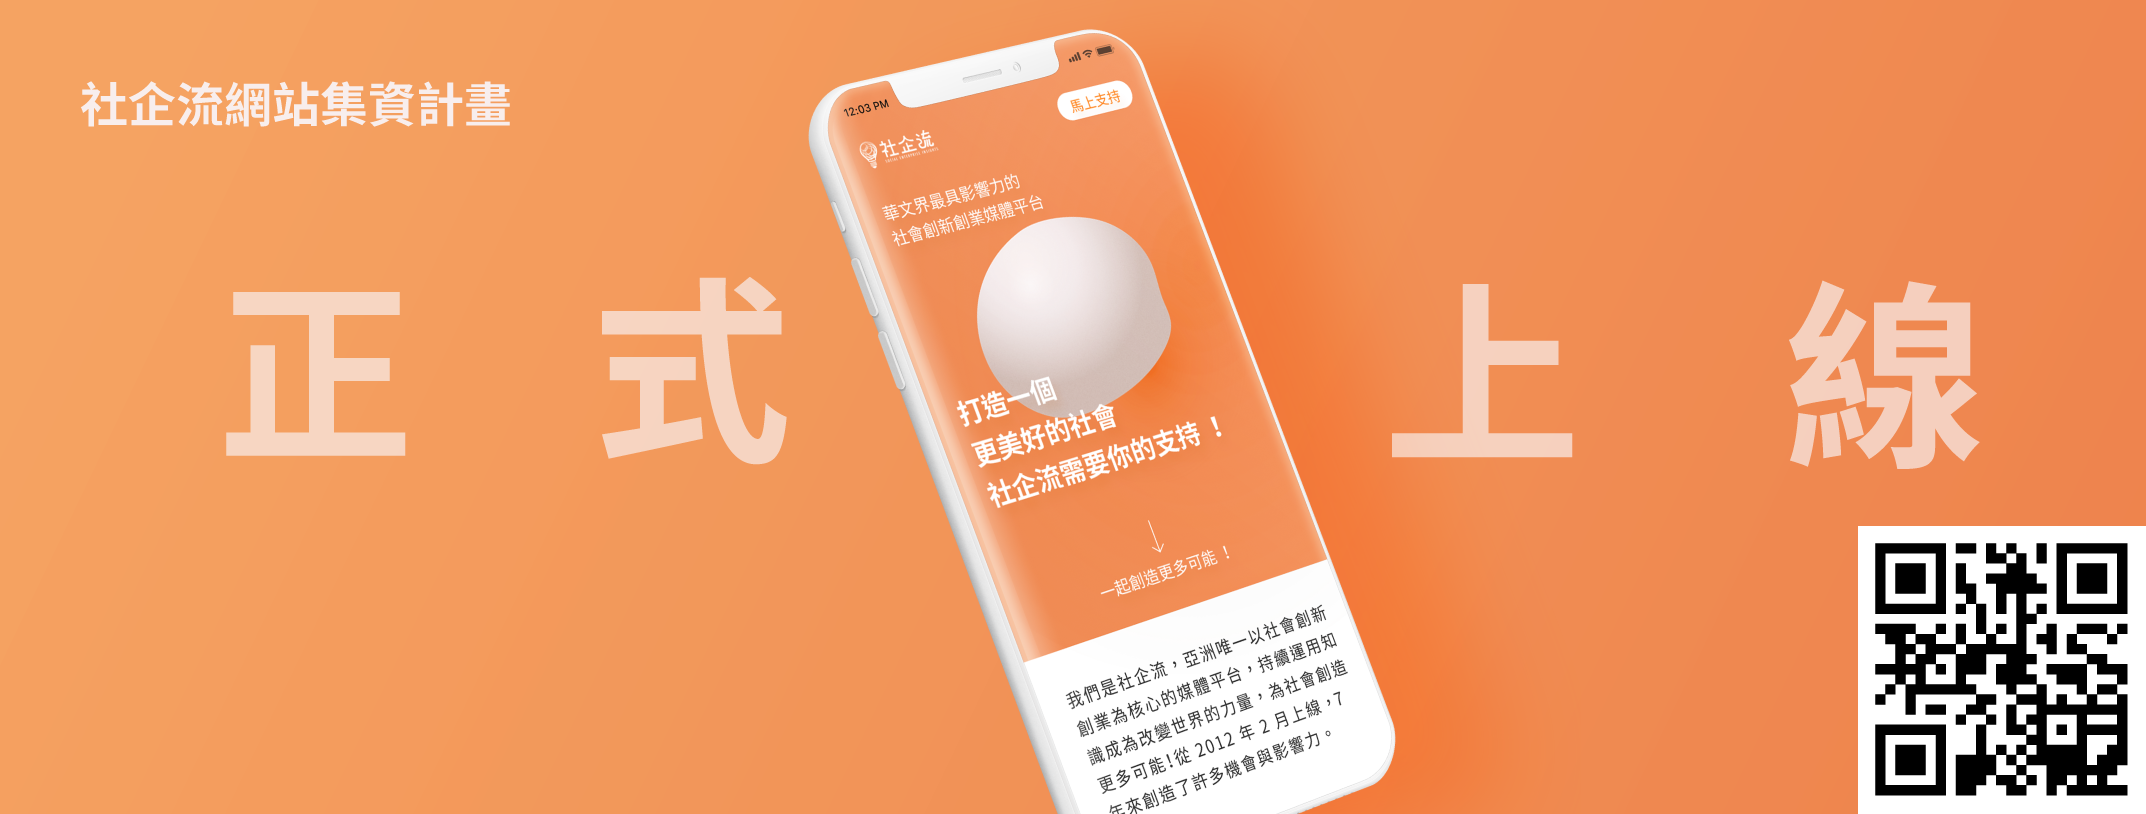 社企流網站集資計畫
正式上線
12:03 PM
馬上支持
社企流
華文界最具影響力的
社會創新創業媒體平台
打造一個
更美好的社會
社企流需要你的支持！
一起創造更多可能！
我們是社企流，亞洲唯一以社會創新
創業為核心的媒體平台，持續運用知
識成為改變世界的力量，為社會創造
更多可能！從 2012 年 2 月上線，7
年來創造了許多機會與影響力。